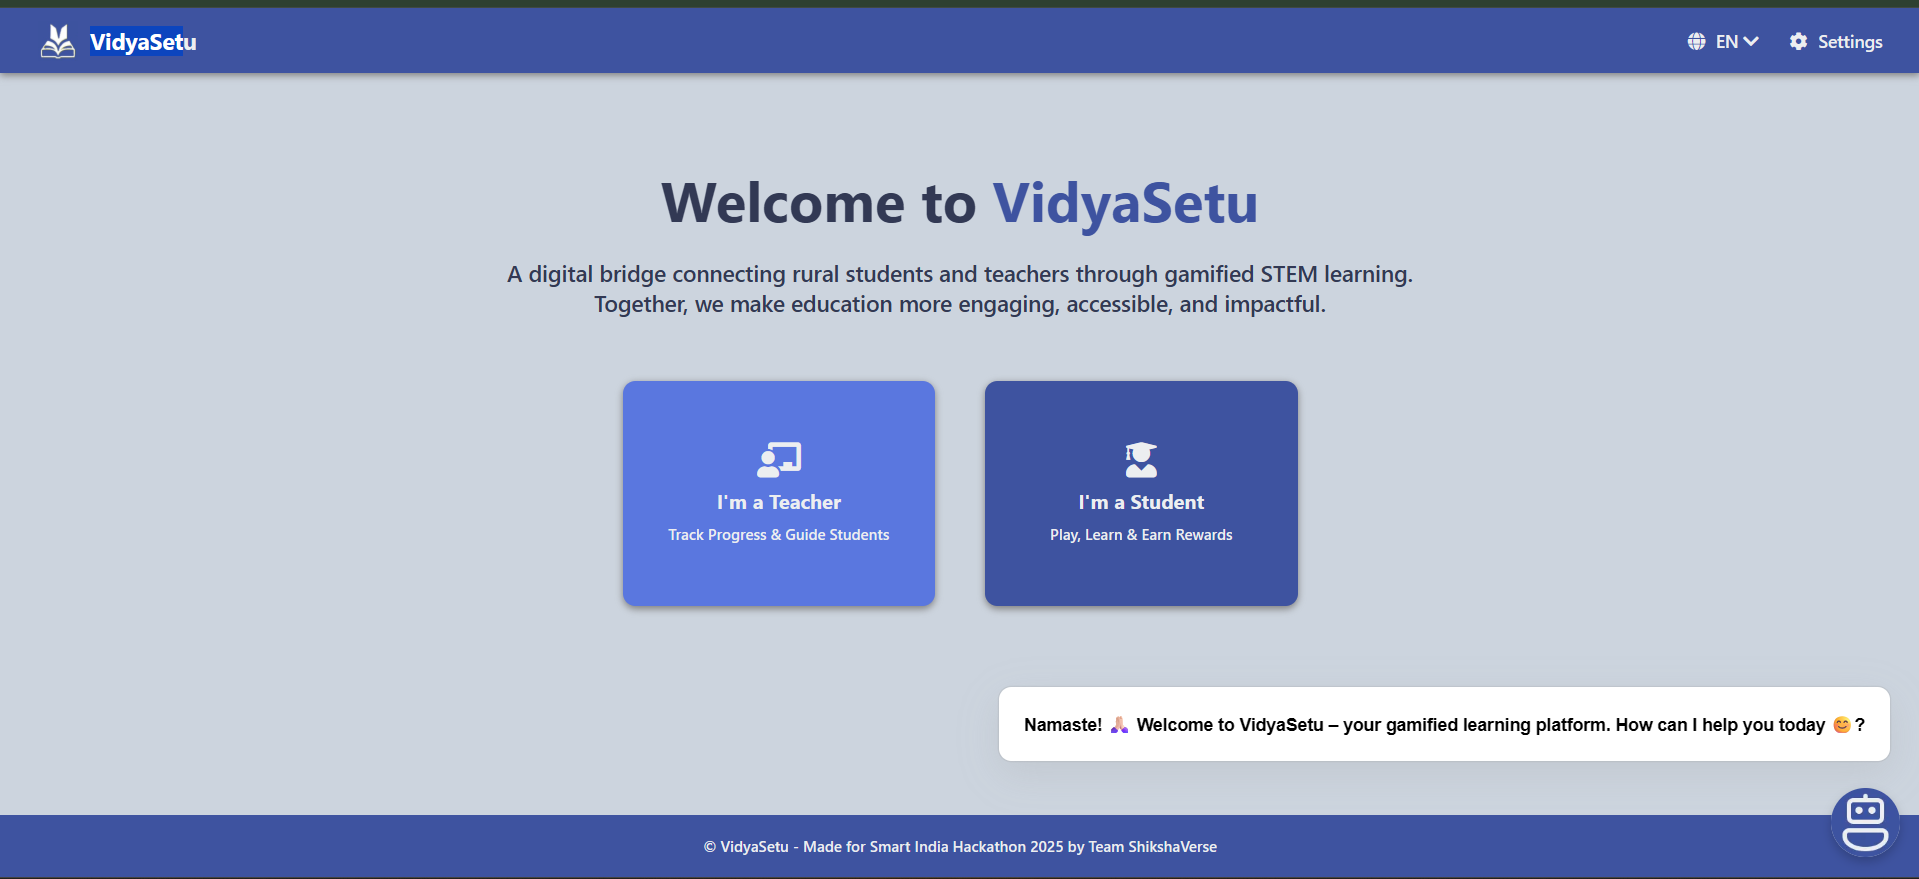 VidyaSetu
EN
Settings
Welcome to VidyaSetu
A digital bridge connecting rural students and teachers through gamified STEM learning.
Together, we make education more engaging, accessible, and impactful.
I'm a Teacher
Track Progress & Guide Students
I'm a Student
Play, Learn & Earn Rewards
Namaste! 🙏🏼 Welcome to VidyaSetu – your gamified learning platform. How can I help you today 😊?
© VidyaSetu - Made for Smart India Hackathon 2025 by Team ShikshaVerse